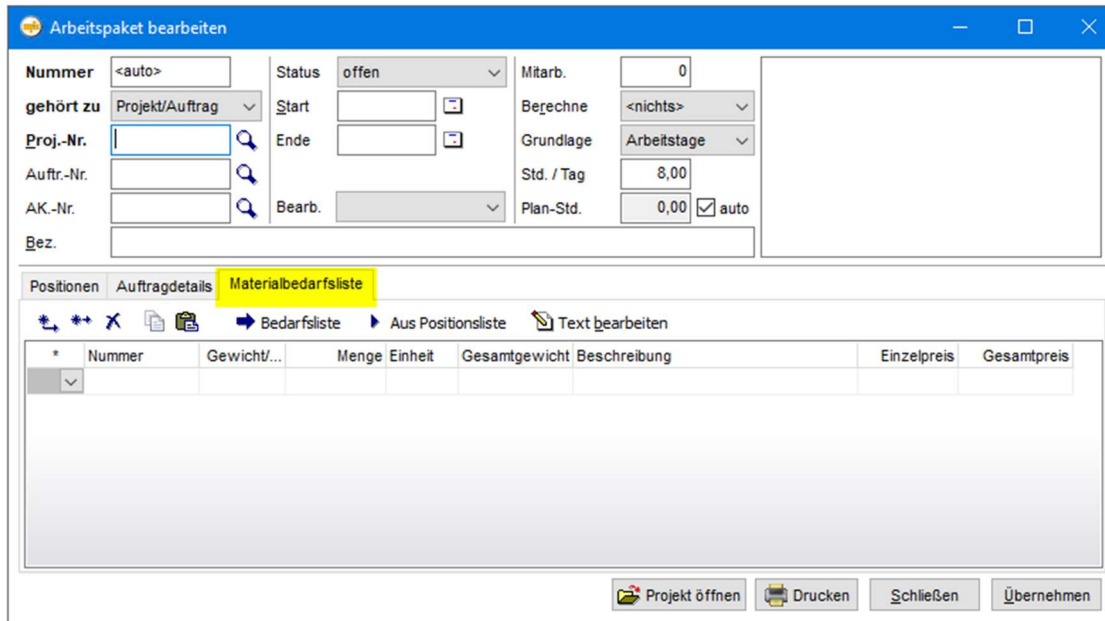 Arbeitspaket bearbeiten
Nummer <auto> Status offen Mitarb. 0
gehört zu Projekt/Auftrag Start Berechne <nichts>
Proj.-Nr. Ende Grundlage Arbeitstage
Auftr.-Nr. Std. / Tag 8,00
AK.-Nr. Bearb. Plan-Std. 0,00 auto
Bez.
Positionen Auftragdetails Materialbedarfsliste
Bedarfsliste Aus Positionsliste Text bearbeiten
* Nummer Gewicht/... Menge Einheit Gesamtgewicht Beschreibung Einzelpreis Gesamtpreis
Projekt öffnen Drucken Schließen Übernehmen